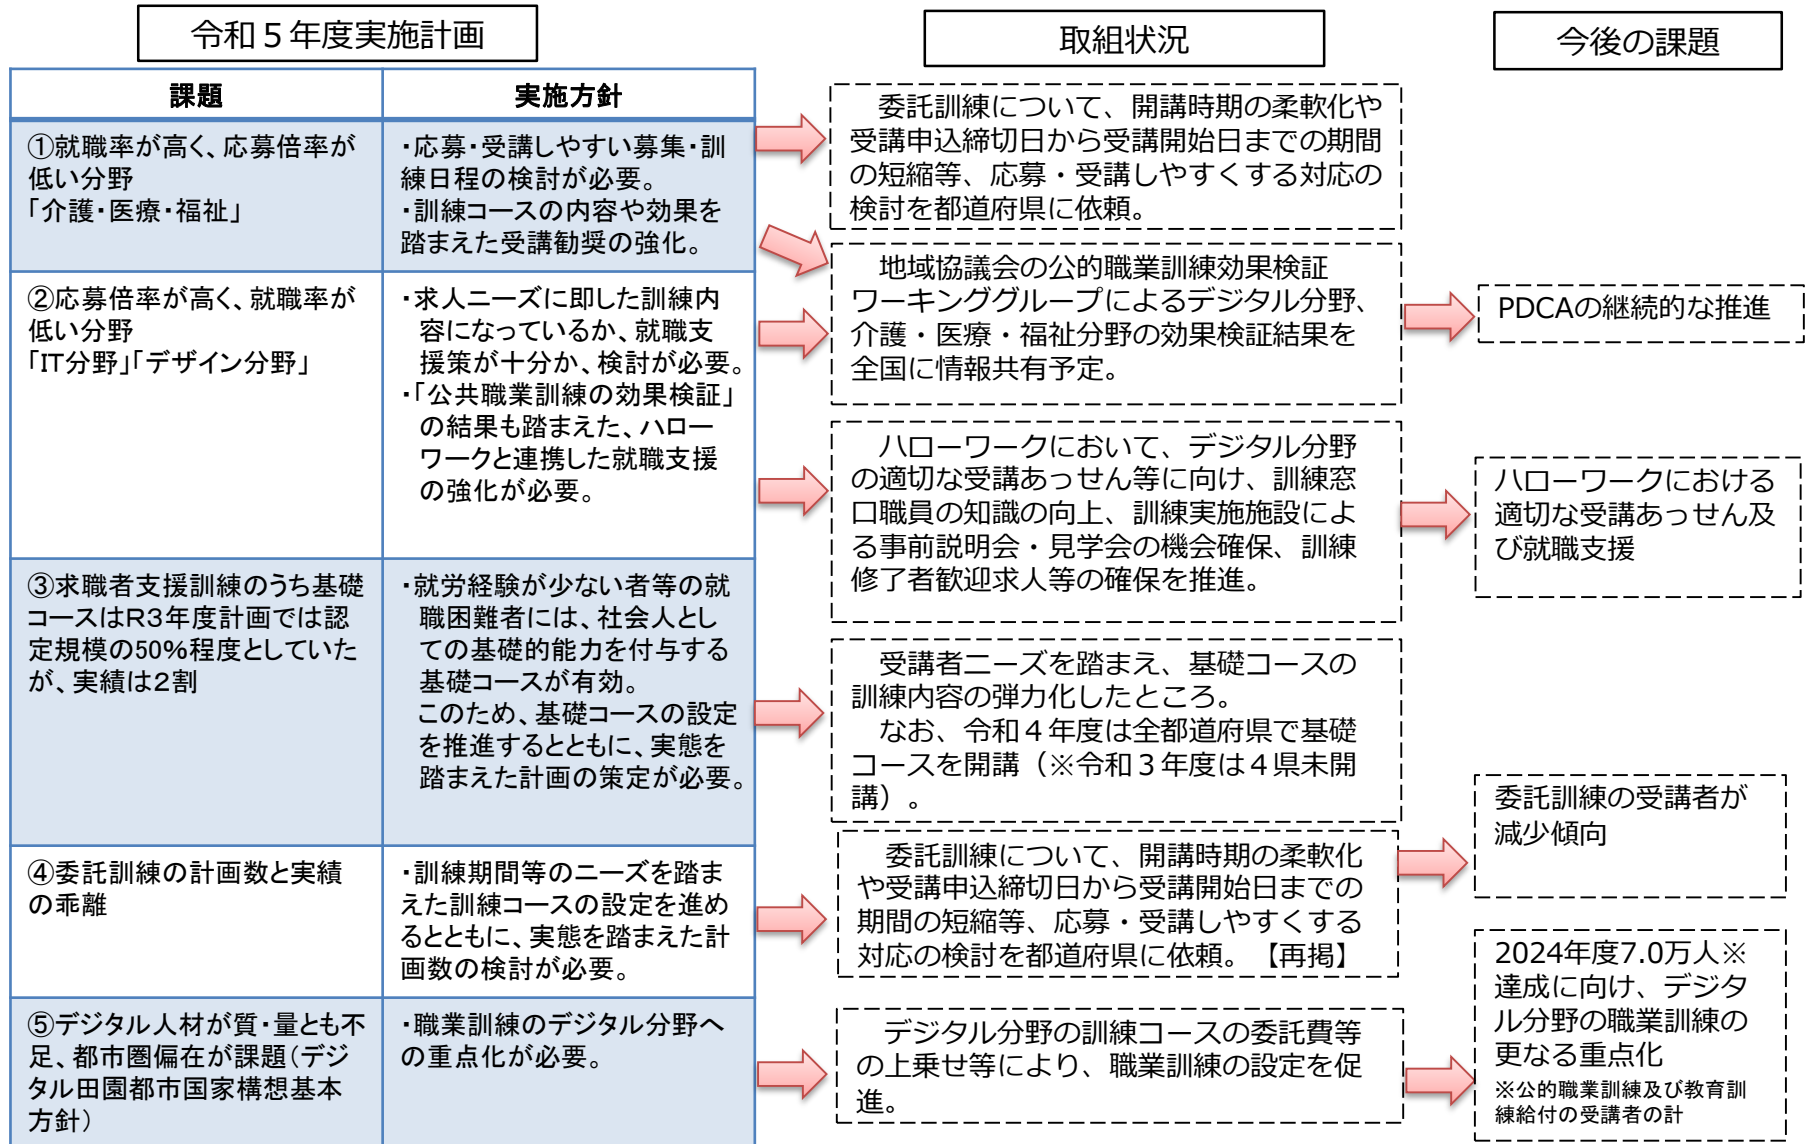 令和５年度実施計画
取組状況
今後の課題
課題
実施方針
①就職率が高く、応募倍率が
低い分野
「介護・医療・福祉」
・応募・受講しやすい募集・訓
練日程の検討が必要。
・訓練コースの内容や効果を
踏まえた受講勧奨の強化。
②応募倍率が高く、就職率が
低い分野
「IT分野」「デザイン分野」
・求人ニーズに即した訓練内
容になっているか、就職支
援策が十分か、検討が必要。
・「公共職業訓練の効果検証」
の結果も踏まえた、ハロー
ワークと連携した就職支援
の強化が必要。
③求職者支援訓練のうち基礎
コースはR３年度計画では認
定規模の50%程度としていた
が、実績は２割
・就労経験が少ない者等の就
職困難者には、社会人とし
ての基礎的能力を付与する
基礎コースが有効。
このため、基礎コースの設定
を推進するとともに、実態を
踏まえた計画の策定が必要。
④委託訓練の計画数と実績
の乖離
・訓練期間等のニーズを踏ま
えた訓練コースの設定を進め
るとともに、実態を踏まえた計
画数の検討が必要。
⑤デジタル人材が質・量とも不
足、都市圏偏在が課題（デジ
タル田園都市国家構想基本
方針）
・職業訓練のデジタル分野へ
の重点化が必要。
委託訓練について、開講時期の柔軟化や
受講申込締切日から受講開始日までの期間
の短縮等、応募・受講しやすくする対応の
検討を都道府県に依頼。
地域協議会の公的職業訓練効果検証
ワーキンググループによるデジタル分野、
介護・医療・福祉分野の効果検証結果を
全国に情報共有予定。
ハローワークにおいて、デジタル分野
の適切な受講あっせん等に向け、訓練窓
口職員の知識の向上、訓練実施施設によ
る事前説明会・見学会の機会確保、訓練
修了者歓迎求人等の確保を推進。
受講者ニーズを踏まえ、基礎コースの
訓練内容の弾力化したところ。
なお、令和４年度は全都道府県で基礎
コースを開講（※令和３年度は４県未開
講）。
委託訓練について、開講時期の柔軟化
や受講申込締切日から受講開始日までの
期間の短縮等、応募・受講しやすくする
対応の検討を都道府県に依頼。【再掲】
デジタル分野の訓練コースの委託費等
の上乗せ等により、職業訓練の設定を促
進。
PDCAの継続的な推進
ハローワークにおける
適切な受講あっせん及
び就職支援
委託訓練の受講者が
減少傾向
2024年度7.0万人※
達成に向け、デジタ
ル分野の職業訓練の
更なる重点化
※公的職業訓練及び教育訓
練給付の受講者の計